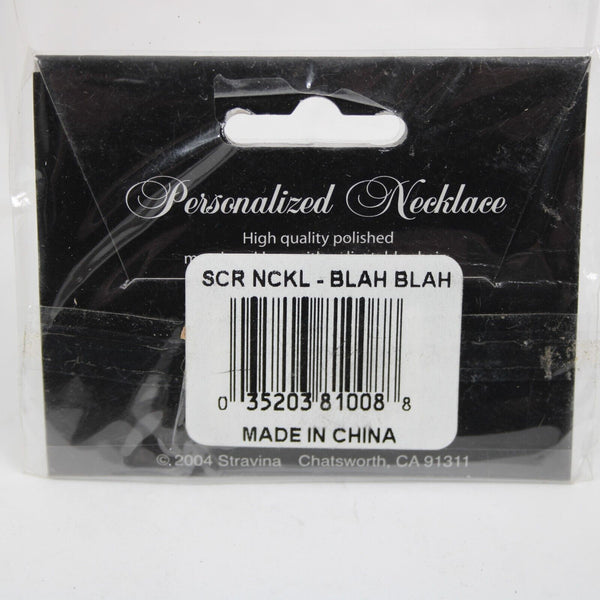 Personalized Necklace
High quality polished
SCR NCKL - BLAH BLAH
0 35203 81008 8
MADE IN CHINA
© 2004 Stravina Chatsworth, CA 91311